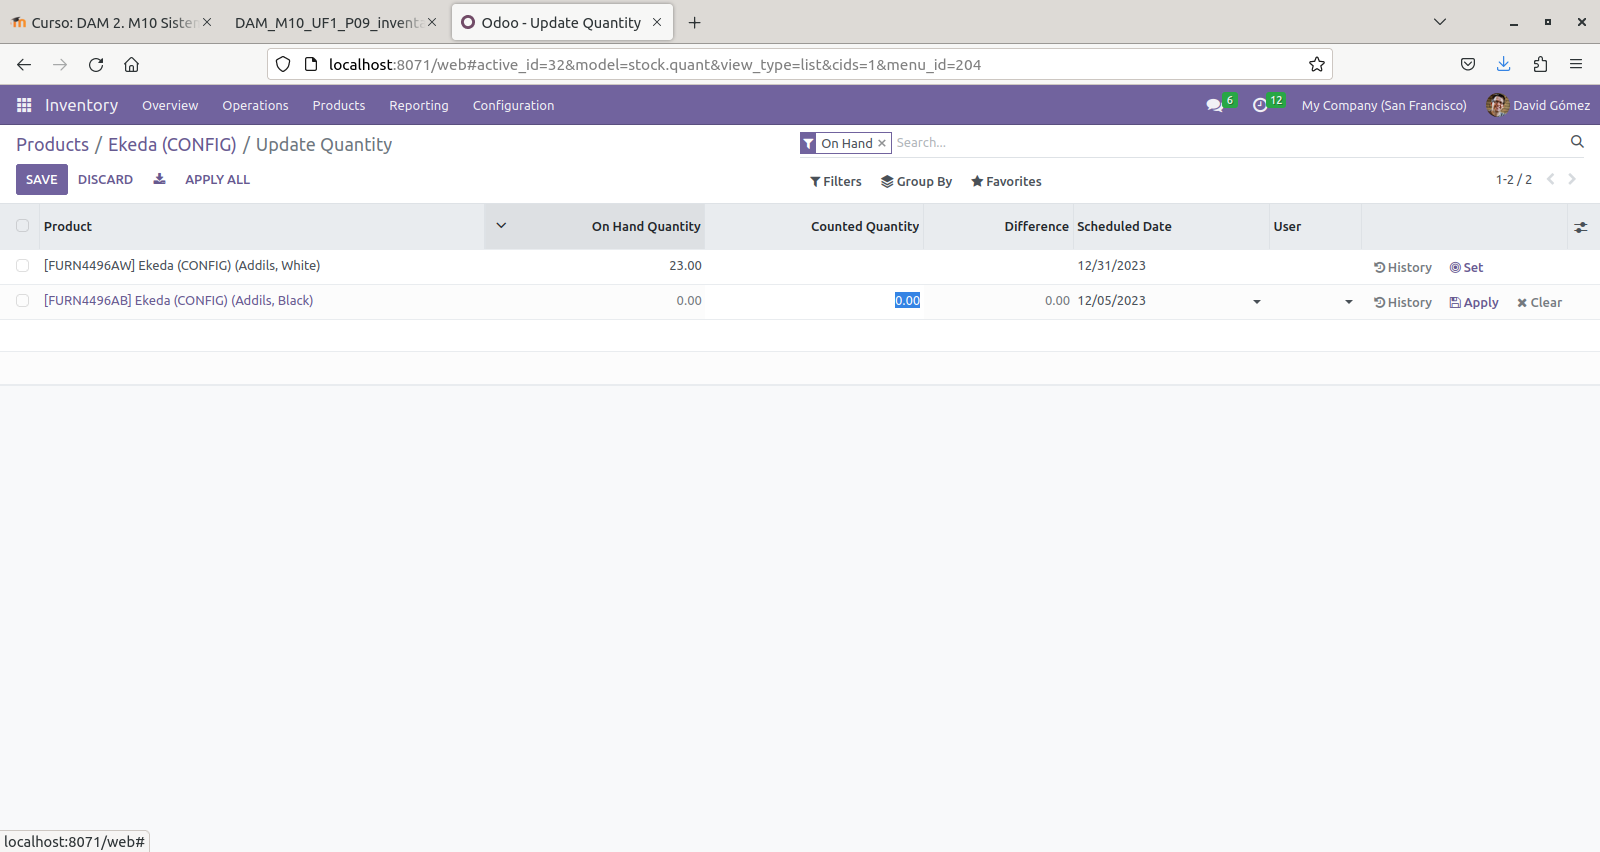 Curso: DAM 2. M10 Sister
DAM_M10_UF1_P09_inventa
Odoo - Update Quantity
localhost:8071/web#active_id=32&model=stock.quant&view_type=list&cids=1&menu_id=204
Inventory Overview Operations Products Reporting Configuration 6 12 My Company (San Francisco) David Gómez
Products / Ekeda (CONFIG) / Update Quantity
On Hand Search...
SAVE DISCARD APPLY ALL
Filters Group By Favorites 1-2 / 2
Product On Hand Quantity Counted Quantity Difference Scheduled Date User
[FURN4496AW] Ekeda (CONFIG) (Addils, White) 23.00 12/31/2023 History Set
[FURN4496AB] Ekeda (CONFIG) (Addils, Black) 0.00 0.00 0.00 12/05/2023 History Apply Clear
localhost:8071/web#